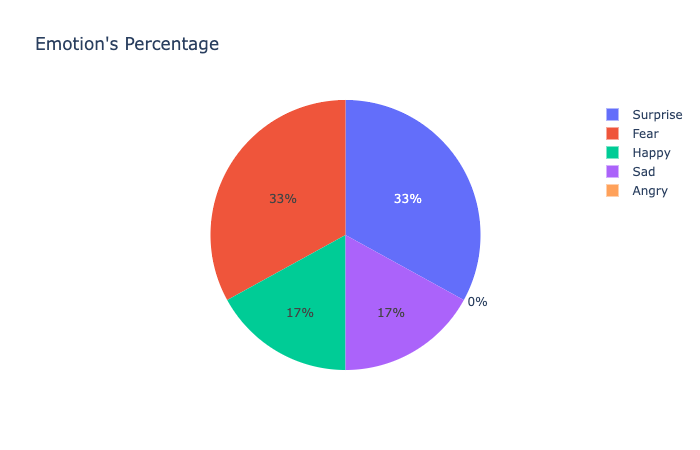 Emotion's Percentage
Surprise
Fear
Happy
Sad
Angry
33%
33%
0%
17%
17%